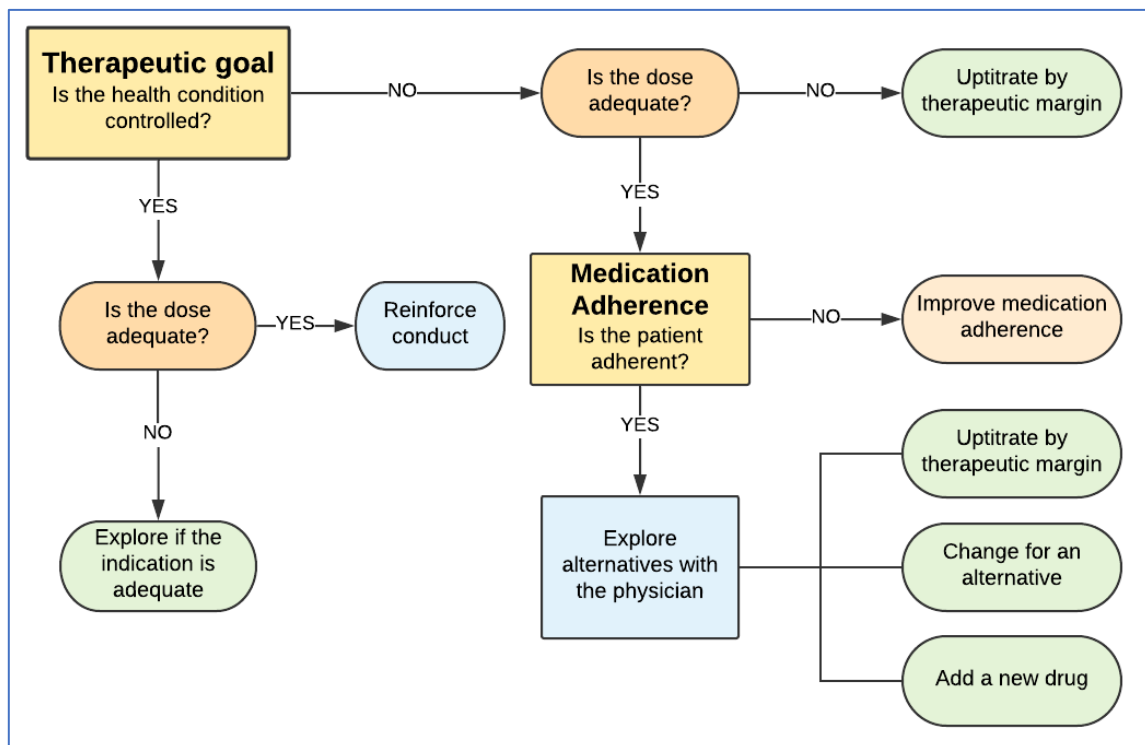 Therapeutic goal
Is the health condition
controlled?
NO
Is the dose
adequate?
NO
Uptitrate by
therapeutic margin
YES
YES
Medication
Adherence
Is the patient
adherent?
NO
Improve medication
adherence
Is the dose
adequate?
YES
Reinforce
conduct
NO
YES
Explore if the
indication is
adequate
Explore
alternatives with
the physician
Uptitrate by
therapeutic margin
Change for an
alternative
Add a new drug